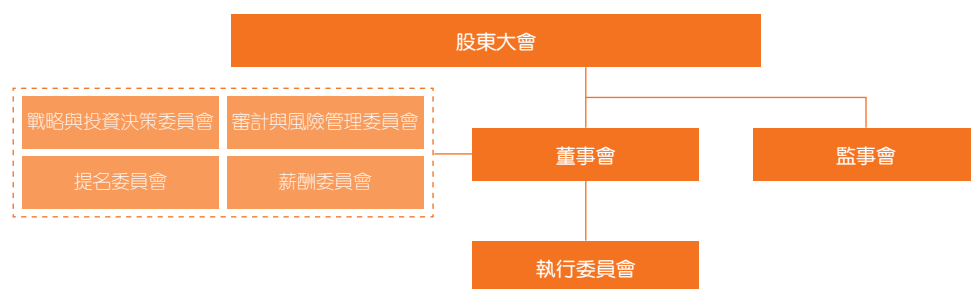 股東大會
戰略與投資決策委員會
審計與風險管理委員會
董事會
監事會
提名委員會
薪酬委員會
執行委員會